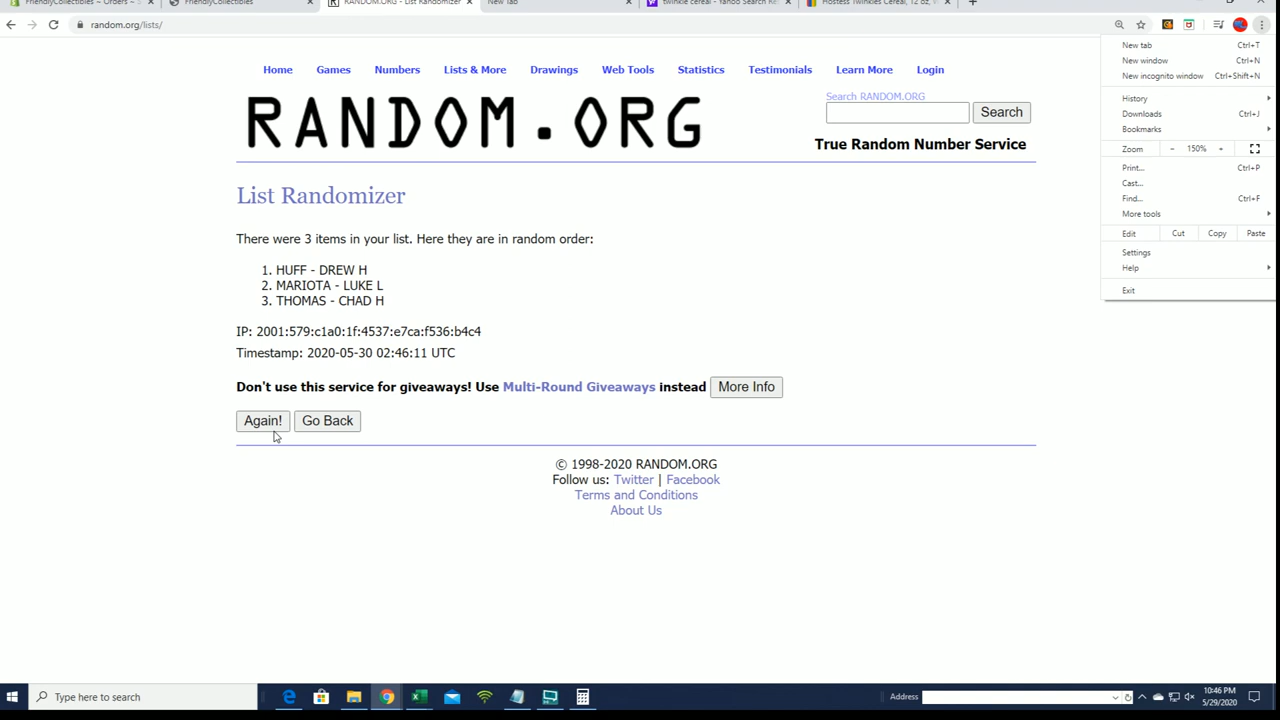 FriendlyCollectibles ~ Orders ~
FriendlyCollectibles
RANDOM.ORG - List Randomizer
New Tab
twinkie cereal - Yahoo Search Re
Hostess Twinkies Cereal, 12 oz,
random.org/lists/
Home Games Numbers Lists & More Drawings Web Tools Statistics Testimonials Learn More Login
RANDOM.ORG
Search RANDOM.ORG
Search
True Random Number Service
List Randomizer
There were 3 items in your list. Here they are in random order:
1. HUFF - DREW H
2. MARIOTA - LUKE L
3. THOMAS - CHAD H
IP: 2001:579:c1a0:1f:4537:e7ca:f536:b4c4
Timestamp: 2020-05-30 02:46:11 UTC
Don't use this service for giveaways! Use Multi-Round Giveaways instead More Info
Again! Go Back
© 1998-2020 RANDOM.ORG
Follow us: Twitter | Facebook
Terms and Conditions
About Us
New tab Ctrl+T
New window Ctrl+N
New incognito window Ctrl+Shift+N
History
Downloads Ctrl+J
Bookmarks
Zoom - 150% +
Print... Ctrl+P
Cast...
Find... Ctrl+F
More tools
Edit Cut Copy Paste
Settings
Help
Exit
Type here to search
Address
10:46 PM
5/29/2020